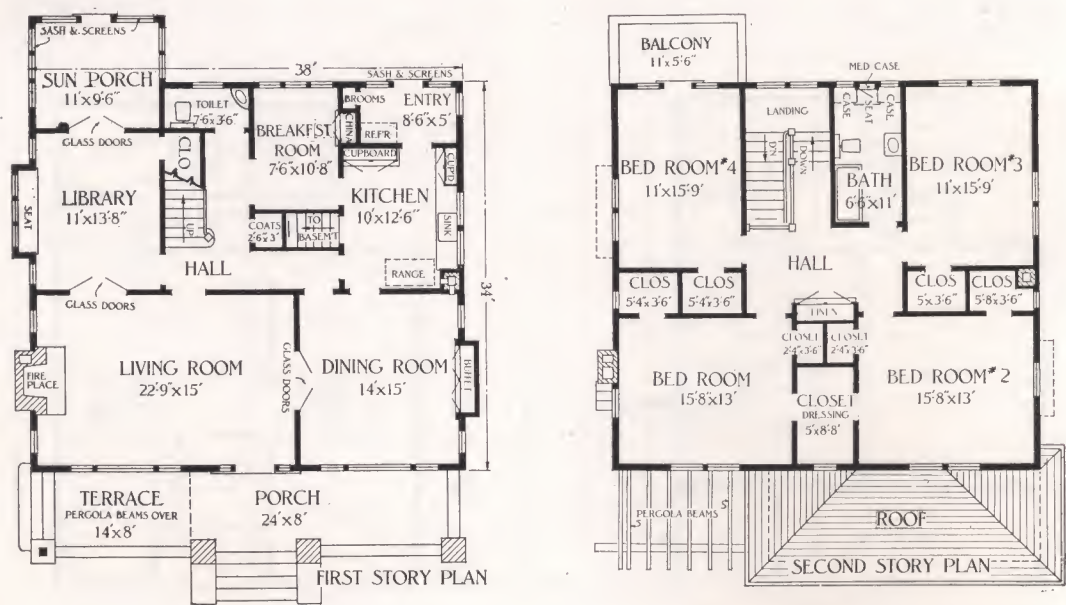 SASH & SCREENS
SUN PORCH
11'x9'-6"
GLASS DOORS
38'
SASH & SCREENS
TOILET
7'-6"x3'-6"
BREAKFST
ROOM
7'-6"x10'-8"
BROOMS
CHINA
REF'R
ENTRY
8'-6"x5'
CUPBOARD
CUP'D
KITCHEN
10'x12'-6"
SINK
RANGE
CLO
LIBRARY
11'x13'-8"
SEAT
UP
COATS
2'-6"x3'
TO
BASEM'T
HALL
GLASS DOORS
34'
LIVING ROOM
22'-9"x15'
FIRE
PLACE
GLASS DOORS
DINING ROOM
14'x15'
BUFFET
TERRACE
PERGOLA BEAMS OVER
14'x8'
PORCH
24'x8'
FIRST STORY PLAN
BALCONY
11'x5'-6"
MED CASE
CASE
SEAT
CASE
LANDING
DN
DOWN
BED ROOM #4
11'x15'-9"
BATH
6'-6"x11'
BED ROOM #3
11'x15'-9"
HALL
CLOS
5'-4"x3'-6"
CLOS
5'-4"x3'-6"
CLOS
5'x3'-6"
CLOS
5'-8"x3'-6"
LINEN
CLOSET
2'-4"x3'-6"
CLOSET
2'-4"x3'-6"
BED ROOM
15'-8"x13'
CLOSET
DRESSING
5'x8'-8"
BED ROOM #2
15'-8"x13'
PERGOLA BEAMS
ROOF
SECOND STORY PLAN